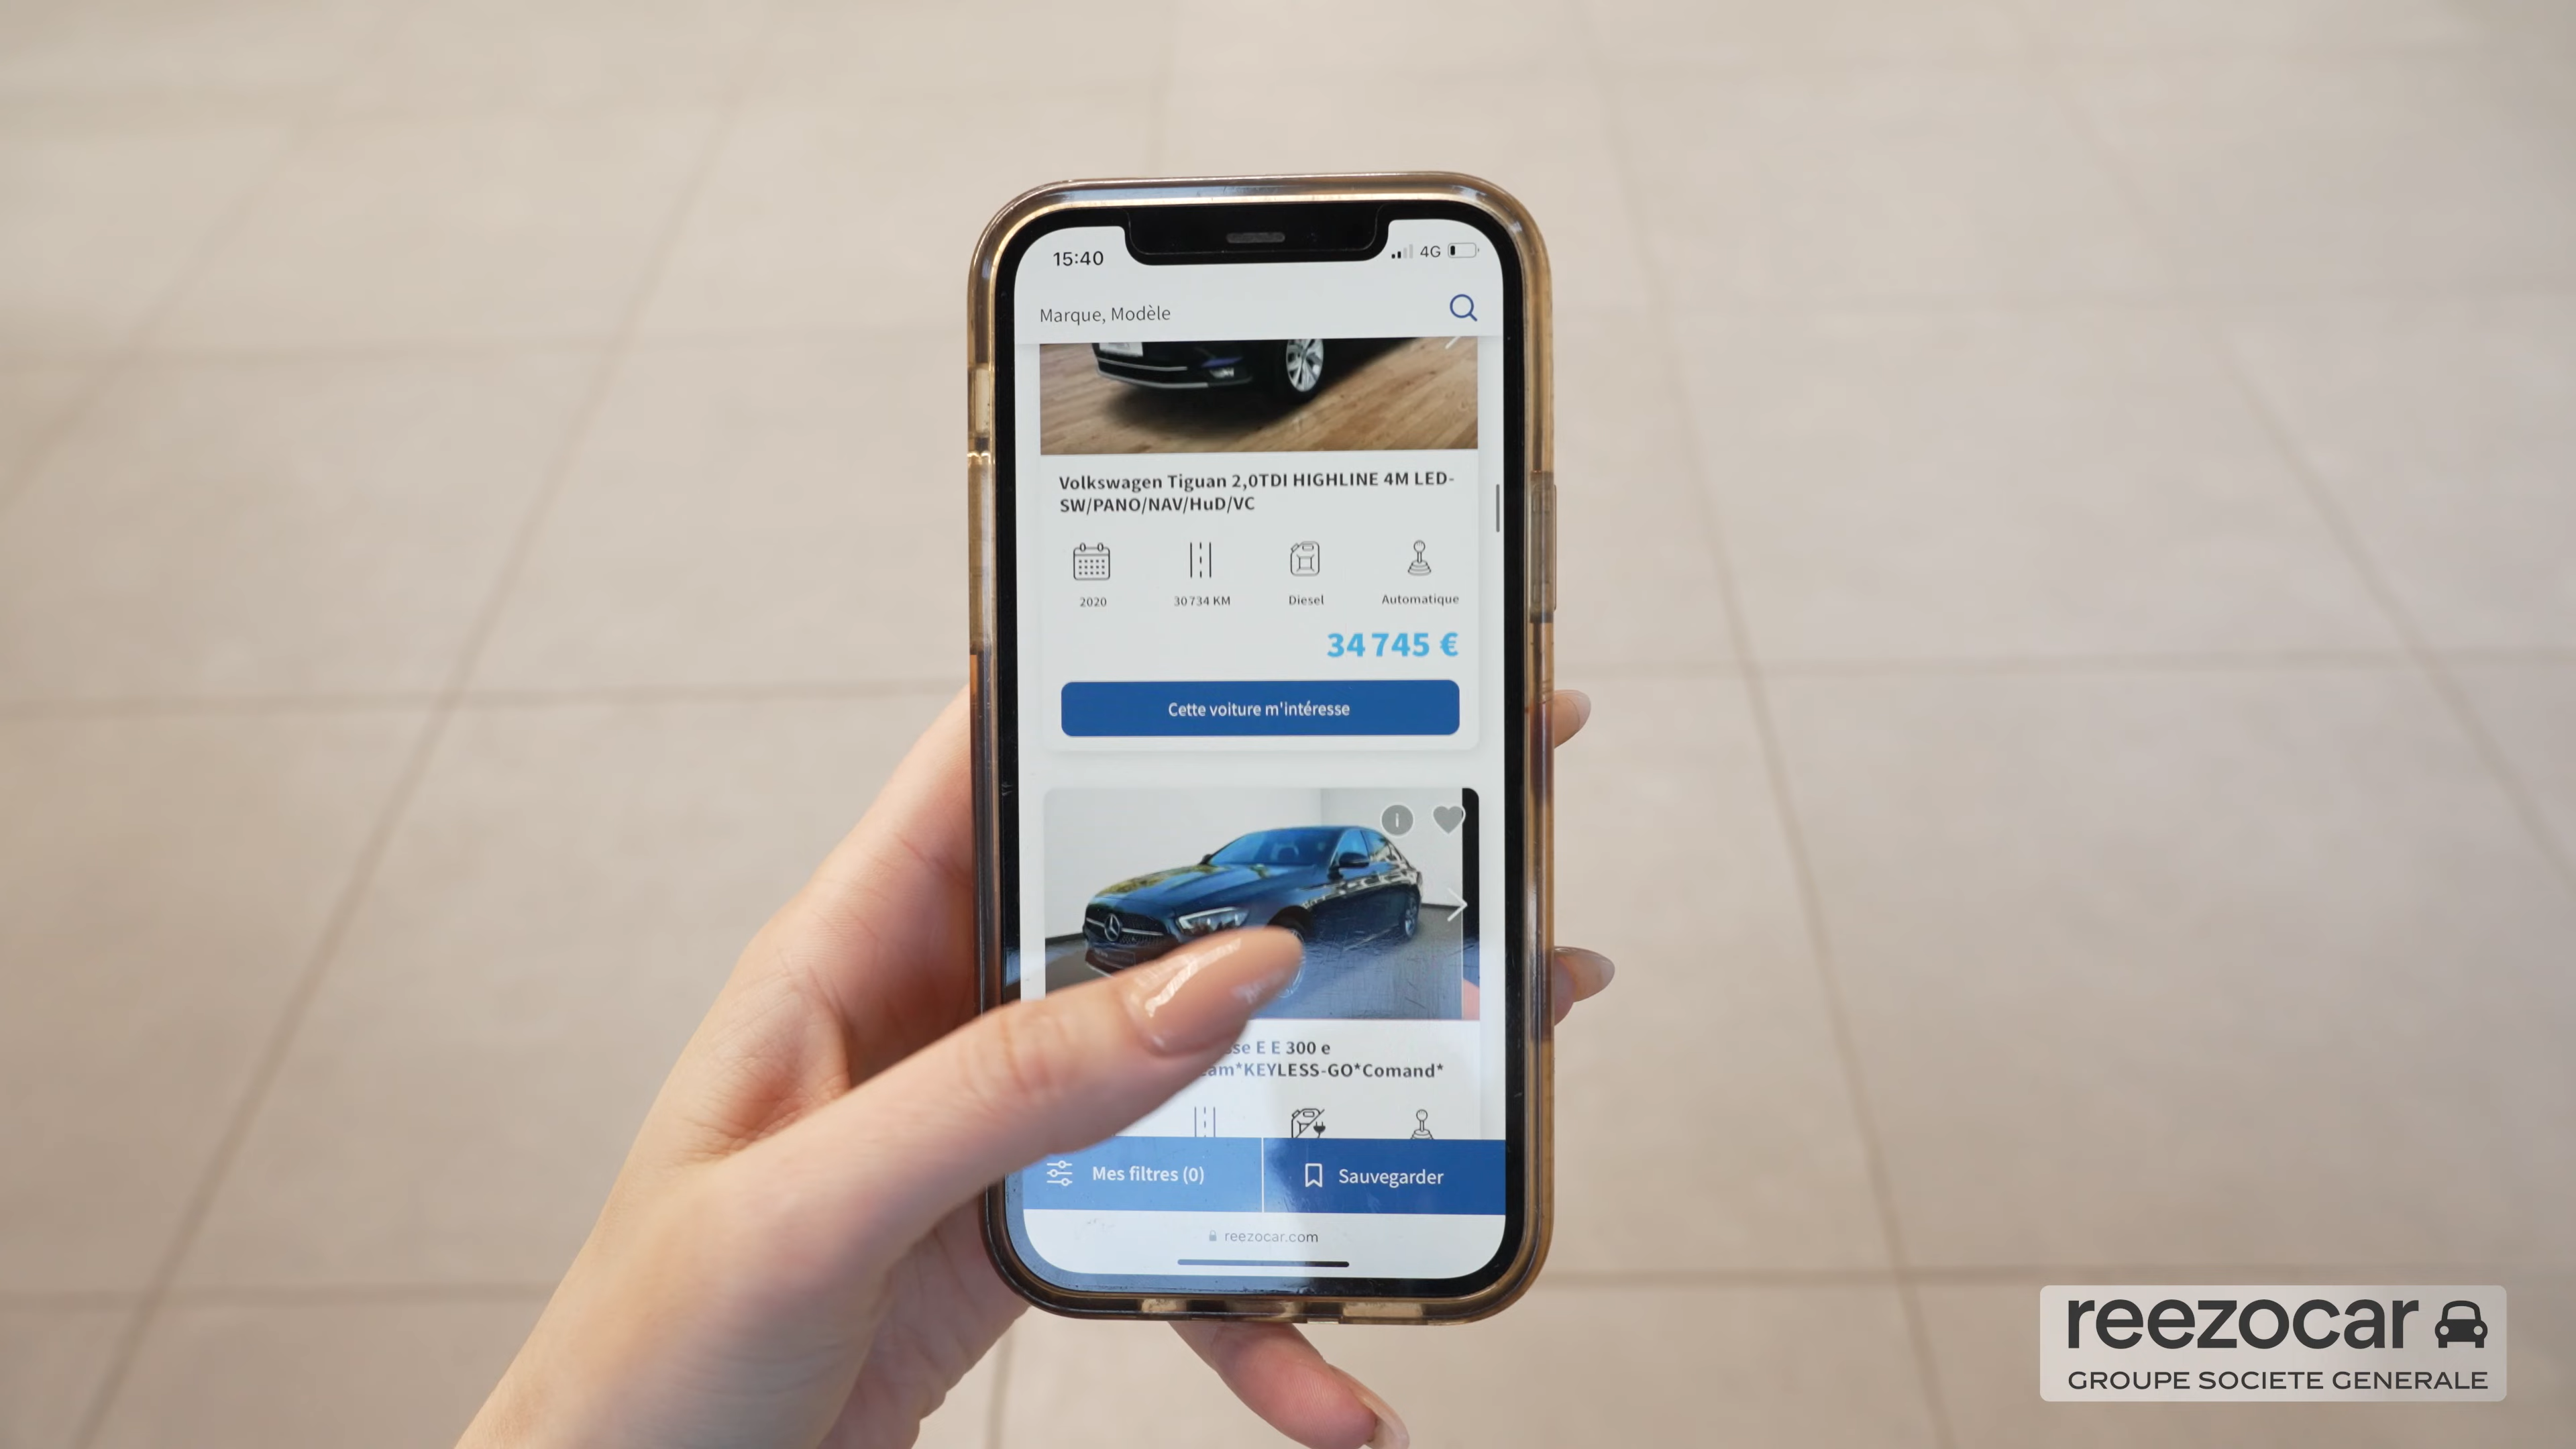 15:40
4G
Marque, Modèle
Volkswagen Tiguan 2,0TDI HIGHLINE 4M LED-
SW/PANO/NAV/HuD/VC
2020
30 734 KM
Diesel
Automatique
34 745 €
Cette voiture m'intéresse
i
E E 300 e
KEYLESS-GO*Comand*
Mes filtres (0)
Sauvegarder
reezocar.com
reezocar
GROUPE SOCIETE GENERALE